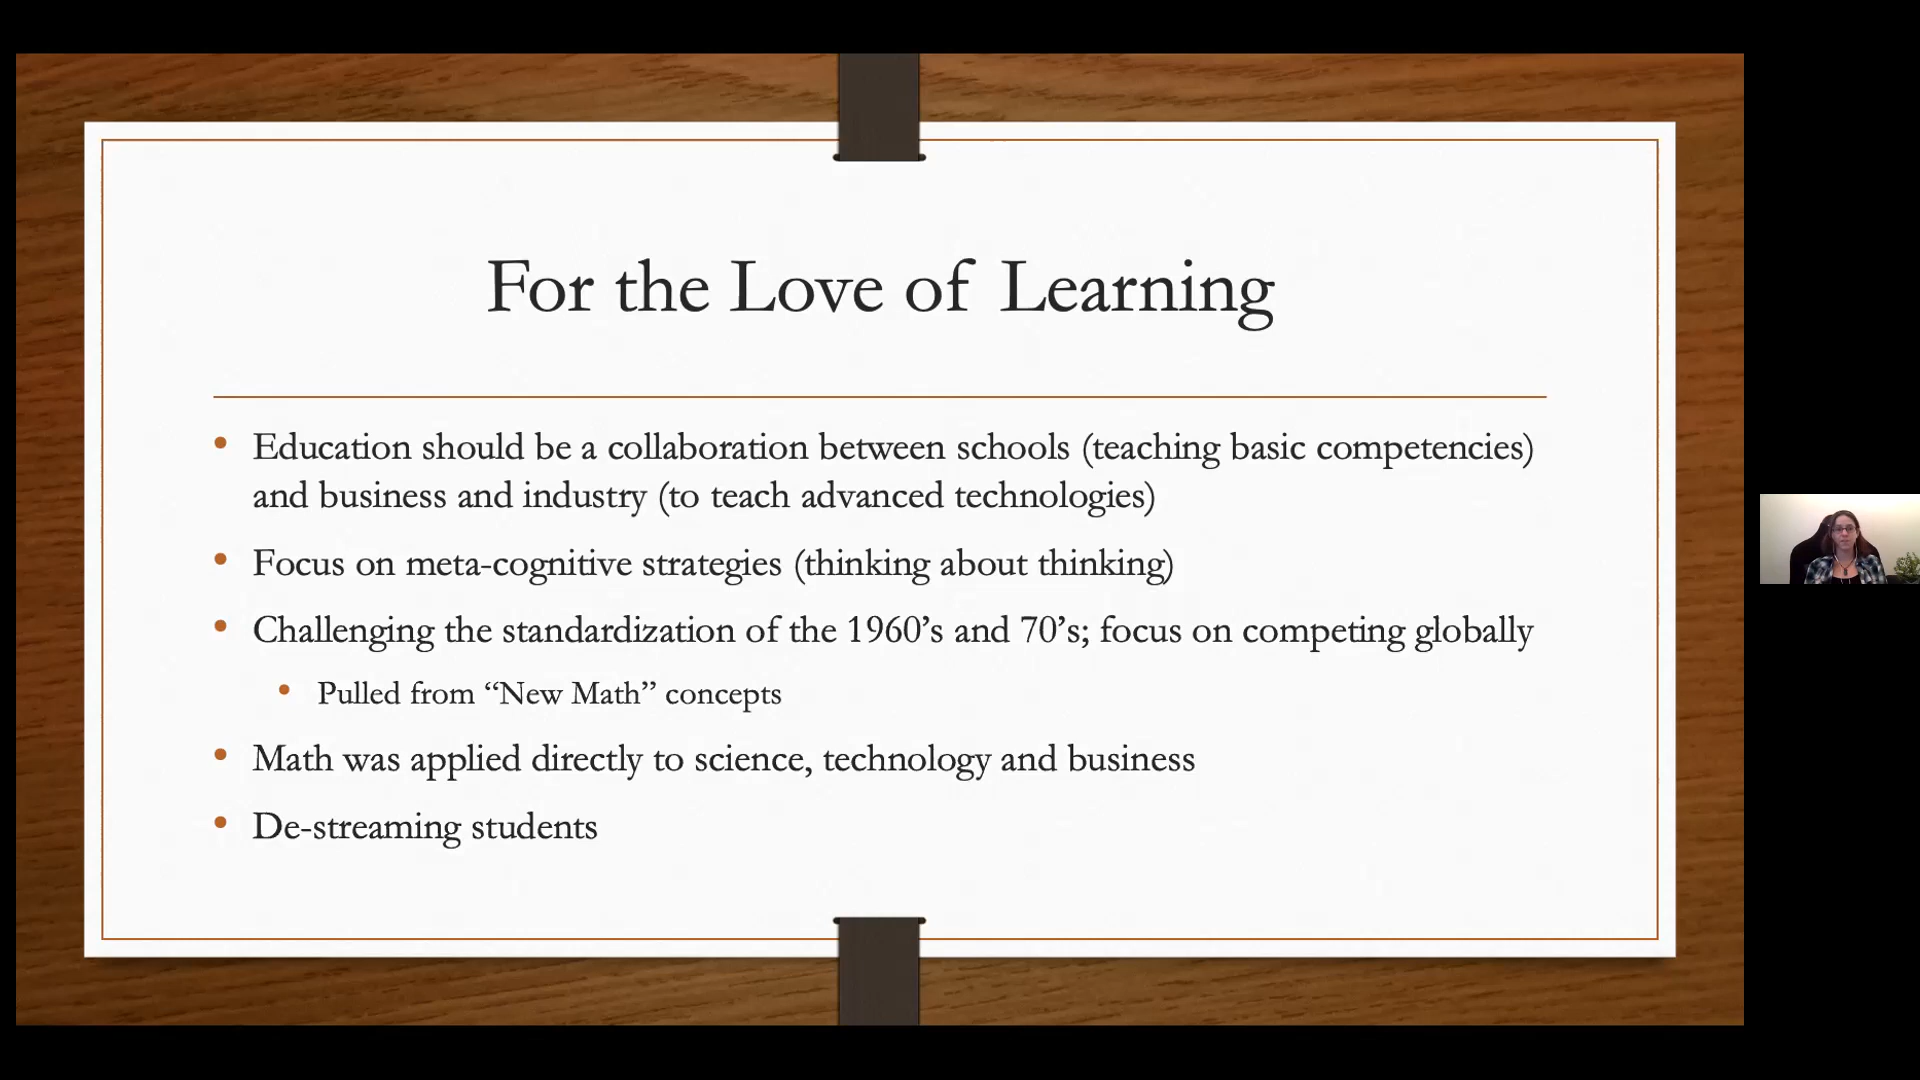 For the Love of Learning
• Education should be a collaboration between schools (teaching basic competencies)
and business and industry (to teach advanced technologies)
• Focus on meta-cognitive strategies (thinking about thinking)
• Challenging the standardization of the 1960’s and 70’s; focus on competing globally
• Pulled from “New Math” concepts
• Math was applied directly to science, technology and business
• De-streaming students